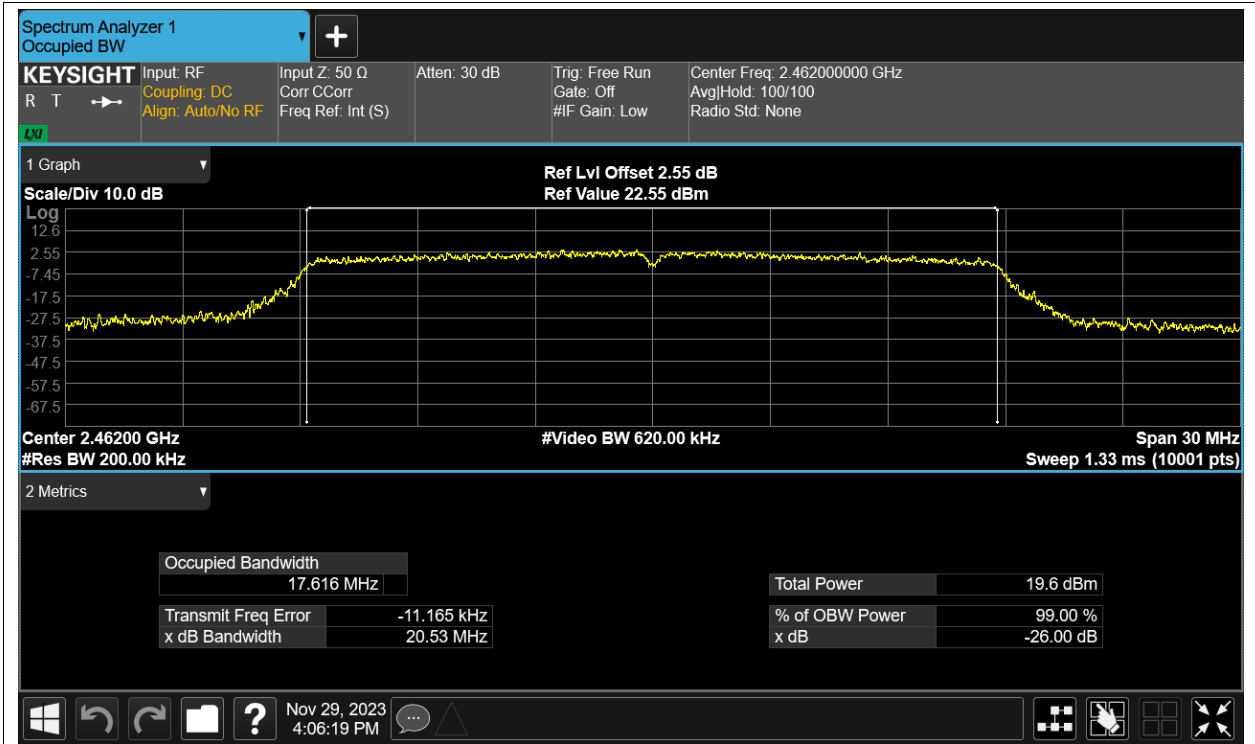 Spectrum Analyzer 1
Occupied BW
KEYSIGHT
R T
LXI
Input: RF
Coupling: DC
Align: Auto/No RF
Input Z: 50 Ω
Corr CCorr
Freq Ref: Int (S)
Atten: 30 dB
Trig: Free Run
Gate: Off
#IF Gain: Low
Center Freq: 2.462000000 GHz
Avg|Hold: 100/100
Radio Std: None
1 Graph
Scale/Div 10.0 dB
Ref Lvl Offset 2.55 dB
Ref Value 22.55 dBm
Log
12.6
2.55
-7.45
-17.5
-27.5
-37.5
-47.5
-57.5
-67.5
Center 2.46200 GHz
#Res BW 200.00 kHz
#Video BW 620.00 kHz
Span 30 MHz
Sweep 1.33 ms (10001 pts)
2 Metrics
Occupied Bandwidth
17.616 MHz
Transmit Freq Error -11.165 kHz
x dB Bandwidth 20.53 MHz
Total Power 19.6 dBm
% of OBW Power 99.00 %
x dB -26.00 dB
?
Nov 29, 2023
4:06:19 PM